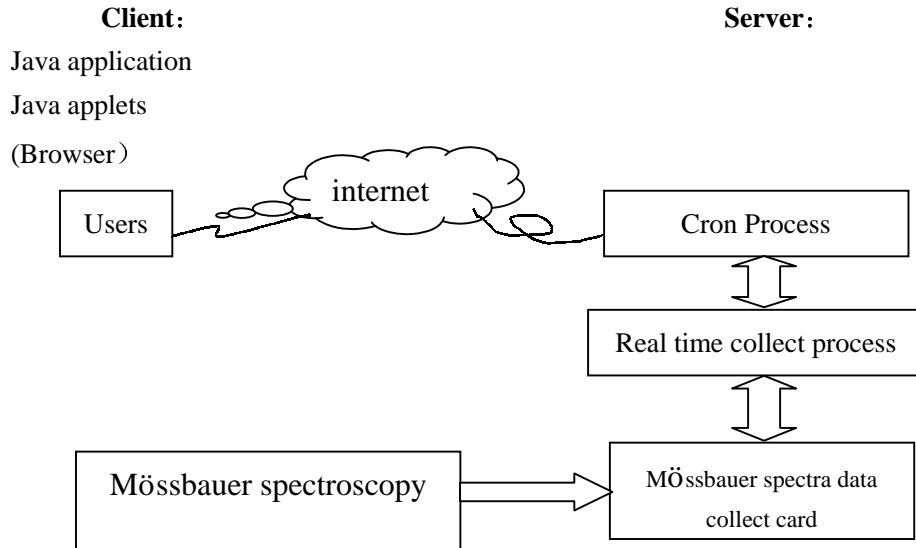 Client：
Server：
Java application
Java applets
(Browser）
internet
Users
Cron Process
Real time collect process
Mössbauer spectroscopy
Mössbauer spectra data
collect card